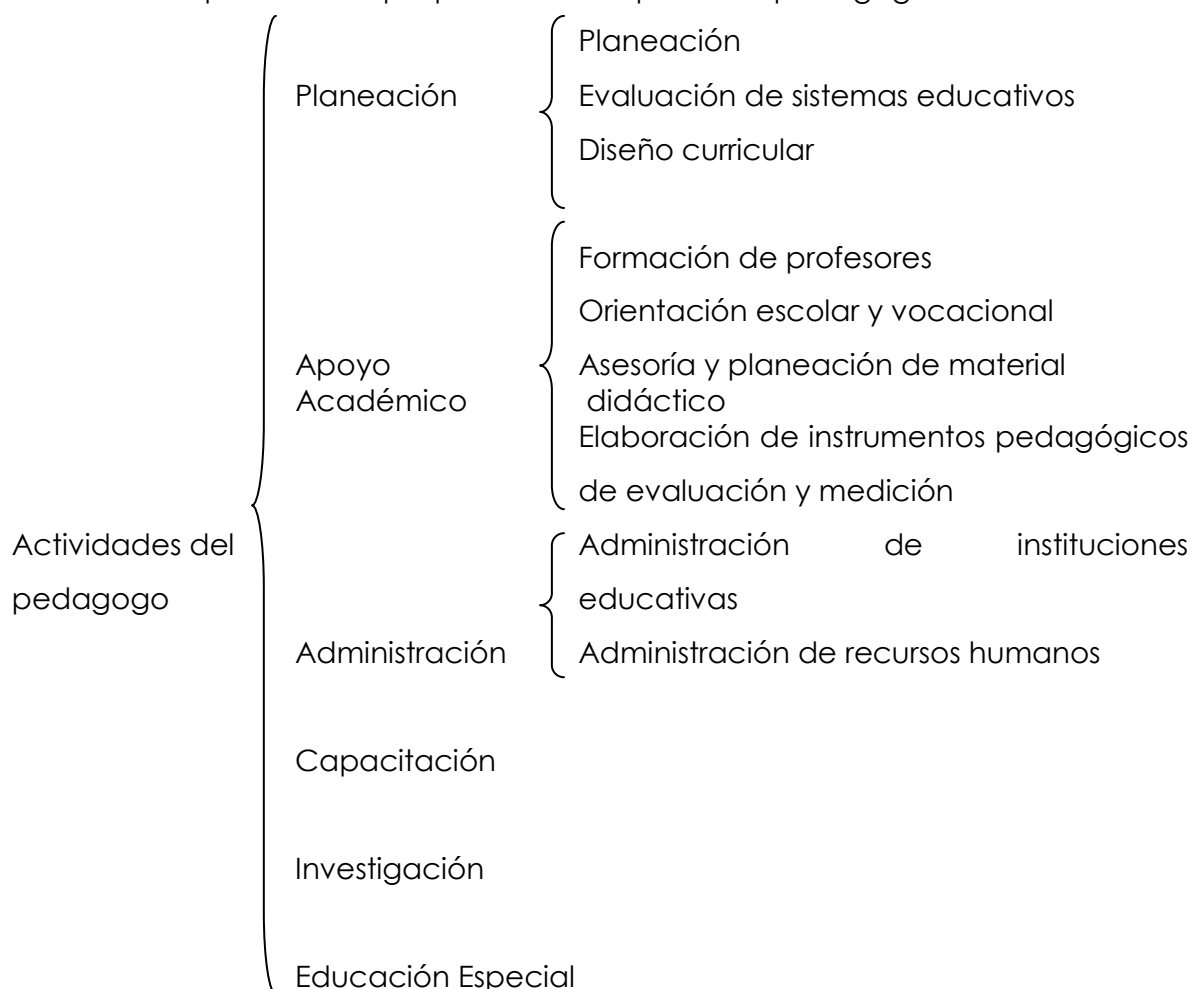 Planeación
Planeación
Evaluación de sistemas educativos
Diseño curricular
Formación de profesores
Orientación escolar y vocacional
Apoyo
Académico
Asesoría y planeación de material
didáctico
Elaboración de instrumentos pedagógicos
de evaluación y medición
Actividades del
pedagogo
Administración de instituciones
educativas
Administración
Administración de recursos humanos
Capacitación
Investigación
Educación Especial